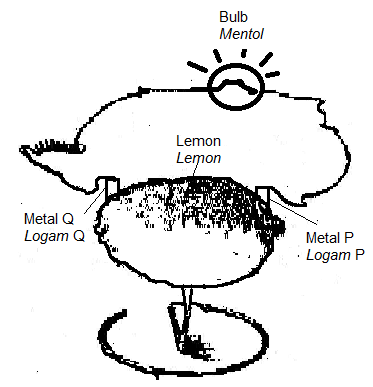 Bulb
Mentol
Lemon
Lemon
Metal Q
Logam Q
Metal P
Logam P